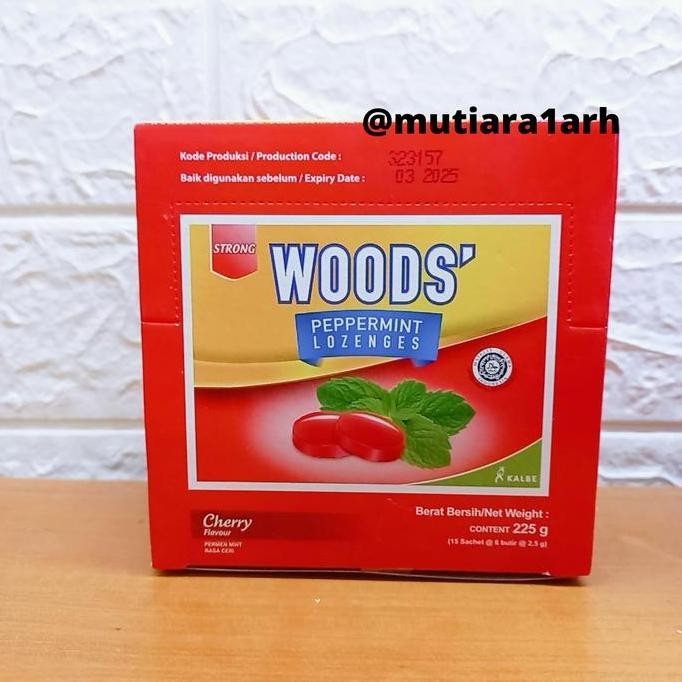 @mutiara1arh
Kode Produksi / Production Code : 323157
Baik digunakan sebelum / Expiry Date : 03 2025
STRONG
WOODS'
PEPPERMINT
LOZENGES
KALBE
Berat Bersih/Net Weight :
CONTENT 225 g
(15 Sachet @ 6 butir @ 2,5 g)
Cherry
Flavour
PERMEN MINT
RASA CERI